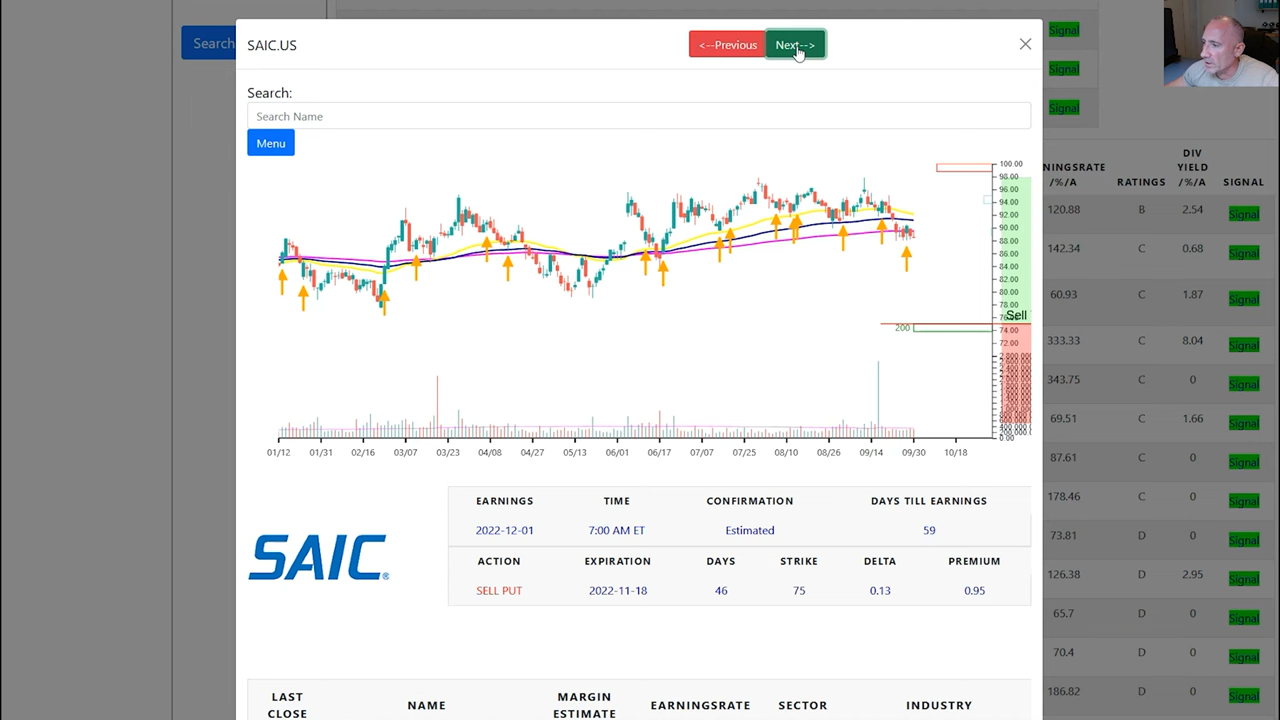 Search
SAIC.US
<--Previous
Next-->
Signal
Signal
Signal
Search:
Search Name
Menu
100.00
98.00
96.00
94.00
92.00
90.00
88.00
86.00
84.00
82.00
80.00
78.00
Sell
200
74.00
72.00
0.00
01/12 01/31 02/16 03/07 03/23 04/08 04/27 05/13 06/01 06/17 07/07 07/25 08/10 08/26 09/14 09/30 10/18
EARNINGS TIME CONFIRMATION DAYS TILL EARNINGS
2022-12-01 7:00 AM ET Estimated 59
ACTION EXPIRATION DAYS STRIKE DELTA PREMIUM
SELL PUT 2022-11-18 46 75 0.13 0.95
SAIC®
LAST CLOSE NAME MARGIN ESTIMATE EARNINGSRATE SECTOR INDUSTRY
NINGSRATE /%/A RATINGS DIV YIELD /%/A SIGNAL
120.88 B 2.54 Signal
142.34 C 0.68 Signal
60.93 C 1.87 Signal
333.33 C 8.04 Signal
343.75 C 0 Signal
69.51 C 1.66 Signal
87.61 C 0 Signal
178.46 C 0 Signal
73.81 D 0 Signal
126.38 D 2.95 Signal
65.7 D 0 Signal
70.4 D 0 Signal
186.82 D 0 Signal